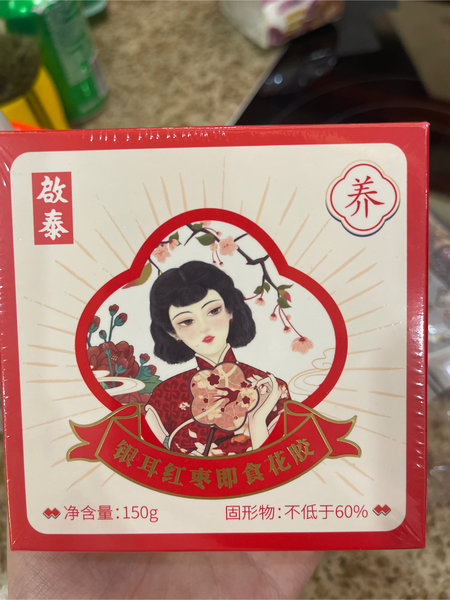 啟泰
养
银耳红枣即食花胶
净含量:150g
固形物:不低于60%